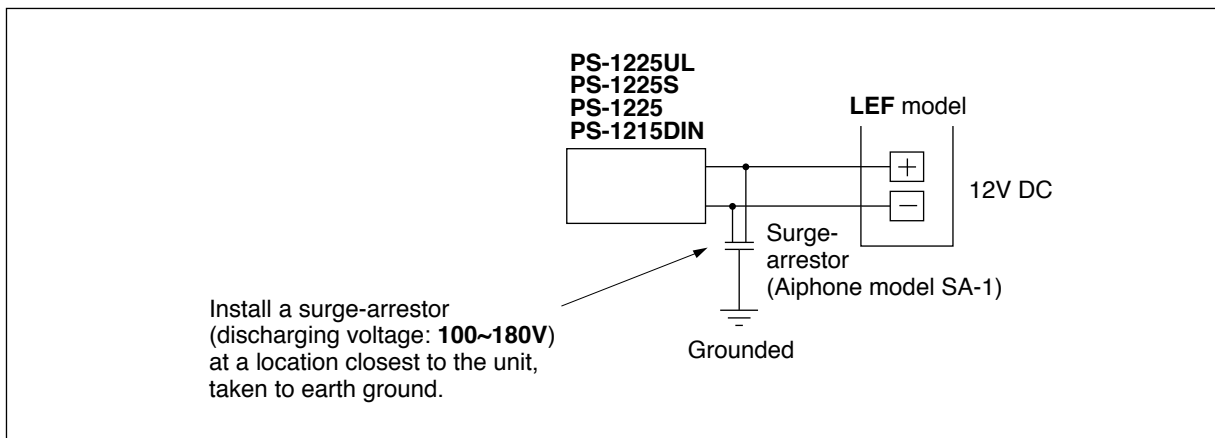 PS-1225UL
PS-1225S
PS-1225
PS-1215DIN
LEF model
+
12V DC
−
Surge-
arrestor
(Aiphone model SA-1)
Install a surge-arrestor
(discharging voltage: 100~180V)
at a location closest to the unit,
taken to earth ground.
Grounded